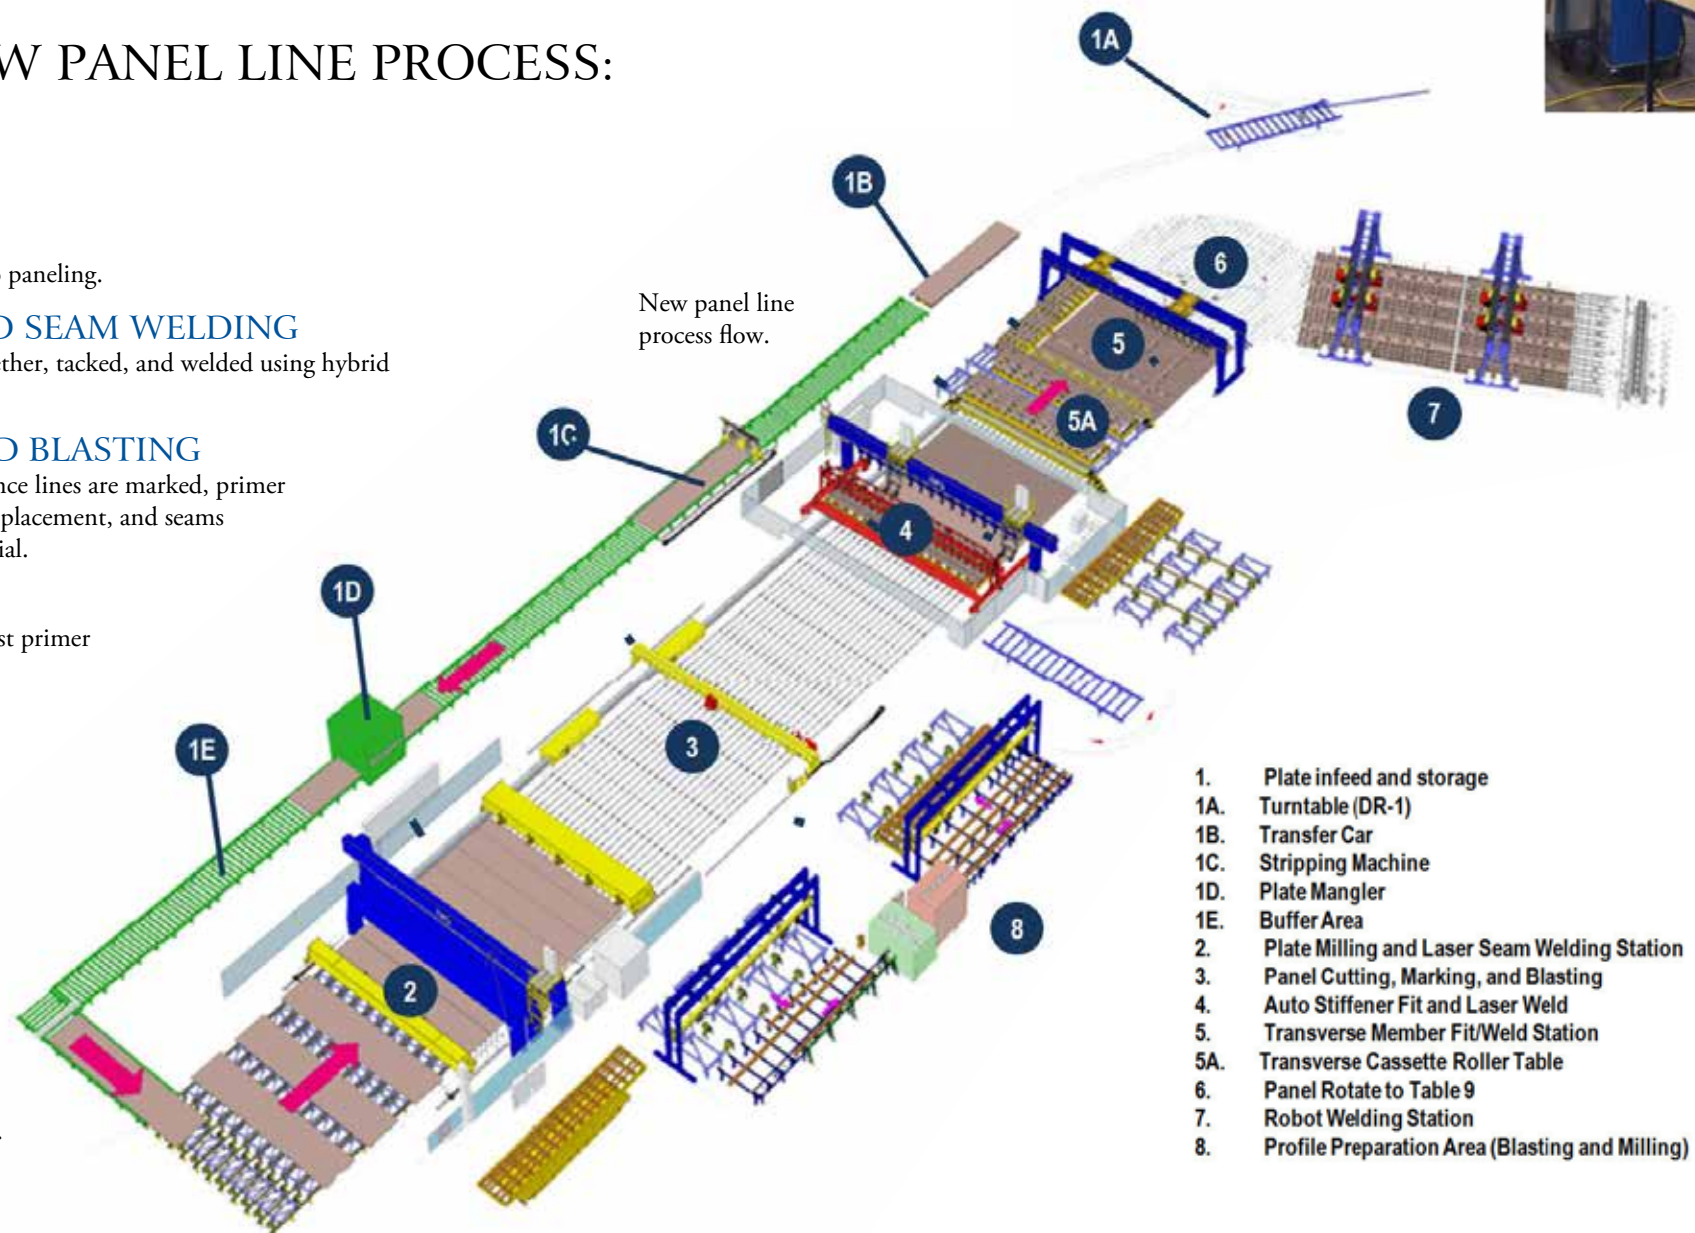 W PANEL LINE PROCESS:
paneling.
D SEAM WELDING
ether, tacked, and welded using hybrid
D BLASTING
nce lines are marked, primer
placement, and seams
ial.
st primer
New panel line
process flow.
1A
1B
1C
1D
1E
2
3
4
5
5A
6
7
8
1. Plate infeed and storage
1A. Turntable (DR-1)
1B. Transfer Car
1C. Stripping Machine
1D. Plate Mangler
1E. Buffer Area
2. Plate Milling and Laser Seam Welding Station
3. Panel Cutting, Marking, and Blasting
4. Auto Stiffener Fit and Laser Weld
5. Transverse Member Fit/Weld Station
5A. Transverse Cassette Roller Table
6. Panel Rotate to Table 9
7. Robot Welding Station
8. Profile Preparation Area (Blasting and Milling)